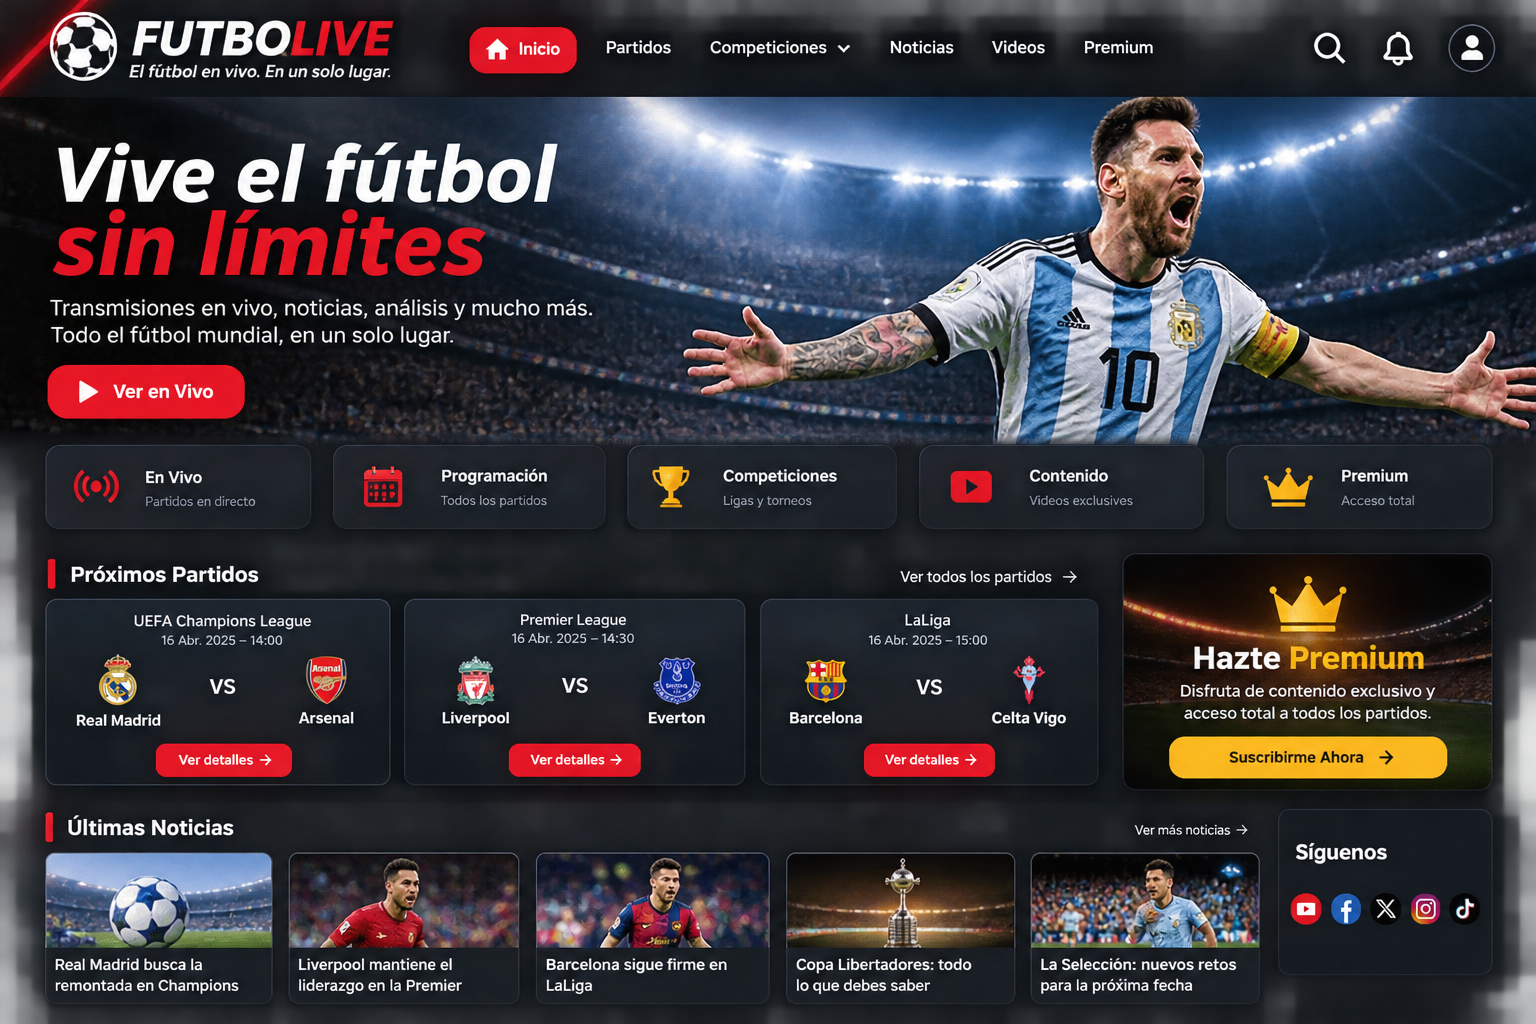 FUTBOLIVE
El fútbol en vivo. En un solo lugar.
Inicio
Partidos
Competiciones
Noticias
Videos
Premium
Vive el fútbol
sin límites
Transmisiones en vivo, noticias, análisis y mucho más.
Todo el fútbol mundial, en un solo lugar.
Ver en Vivo
10
En Vivo
Partidos en directo
Programación
Todos los partidos
Competiciones
Ligas y torneos
Contenido
Videos exclusivos
Premium
Acceso total
Próximos Partidos
Ver todos los partidos →
UEFA Champions League
16 Abr. 2025 – 14:00
Real Madrid
VS
Arsenal
Arsenal
Ver detalles →
Premier League
16 Abr. 2025 – 14:30
Liverpool
VS
Everton
Ver detalles →
LaLiga
16 Abr. 2025 – 15:00
Barcelona
VS
Celta Vigo
Ver detalles →
Hazte Premium
Disfruta de contenido exclusivo y
acceso total a todos los partidos.
Suscribirme Ahora →
Últimas Noticias
Ver más noticias →
Real Madrid busca la
remontada en Champions
Liverpool mantiene el
liderazgo en la Premier
Barcelona sigue firme en
LaLiga
Copa Libertadores: todo
lo que debes saber
La Selección: nuevos retos
para la próxima fecha
Síguenos